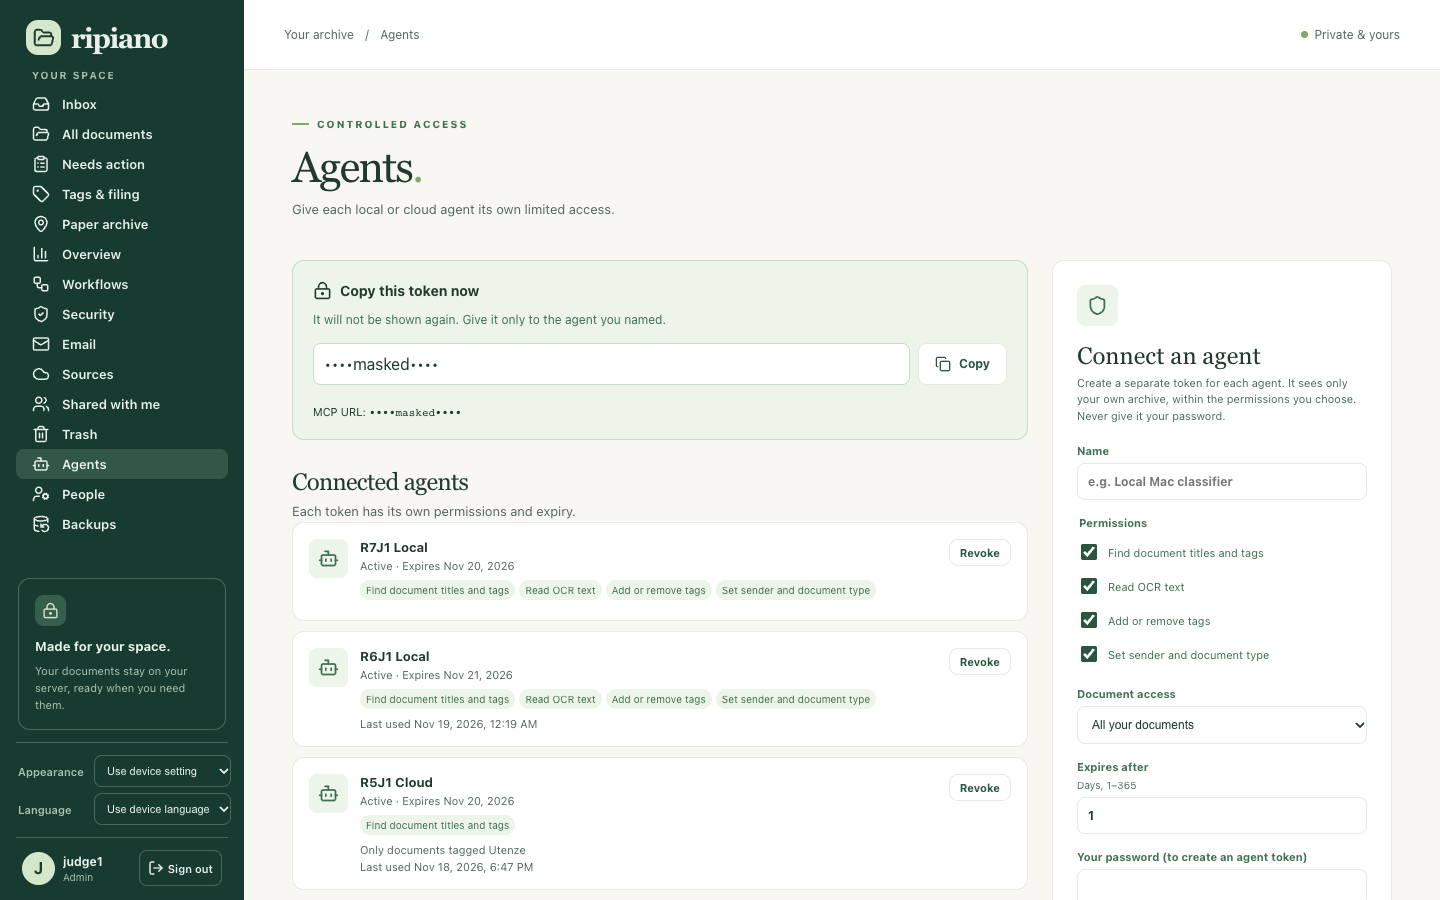 ripiano
YOUR SPACE
Inbox
All documents
Needs action
Tags & filing
Paper archive
Overview
Workflows
Security
Email
Sources
Shared with me
Trash
Agents
People
Backups
Made for your space.
Your documents stay on your
server, ready when you need
them.
Appearance
Use device setting
Language
Use device language
J
judge1
Admin
Sign out
Your archive / Agents
Private & yours
CONTROLLED ACCESS
Agents.
Give each local or cloud agent its own limited access.
Copy this token now
It will not be shown again. Give it only to the agent you named.
••••masked••••
Copy
MCP URL: ••••masked••••
Connected agents
Each token has its own permissions and expiry.
R7J1 Local
Active · Expires Nov 20, 2026
Find document titles and tags
Read OCR text
Add or remove tags
Set sender and document type
Revoke
R6J1 Local
Active · Expires Nov 21, 2026
Find document titles and tags
Read OCR text
Add or remove tags
Set sender and document type
Last used Nov 19, 2026, 12:19 AM
Revoke
R5J1 Cloud
Active · Expires Nov 20, 2026
Find document titles and tags
Only documents tagged Utenze
Last used Nov 18, 2026, 6:47 PM
Revoke
Connect an agent
Create a separate token for each agent. It sees only
your own archive, within the permissions you choose.
Never give it your password.
Name
e.g. Local Mac classifier
Permissions
Find document titles and tags
Read OCR text
Add or remove tags
Set sender and document type
Document access
All your documents
Expires after
Days, 1–365
1
Your password (to create an agent token)